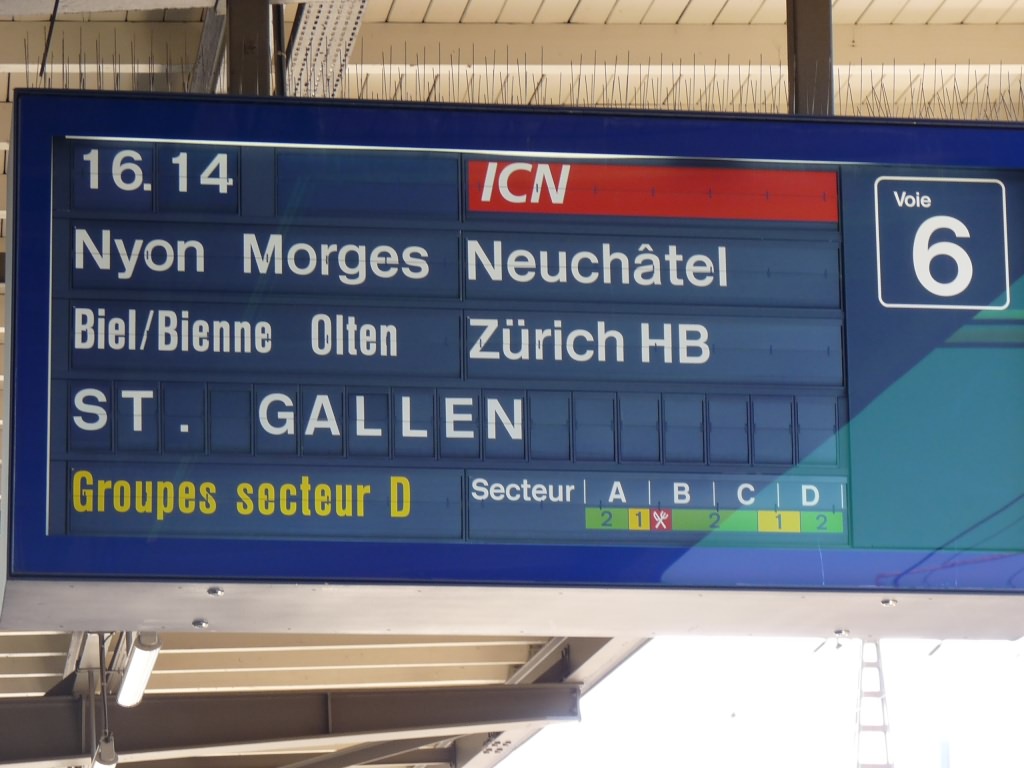 16.14 ICN
Voie
6
Nyon Morges Neuchâtel
Biel/Bienne Olten Zürich HB
ST. GALLEN
Groupes secteur D Secteur A B C D
2 1 2 1 2